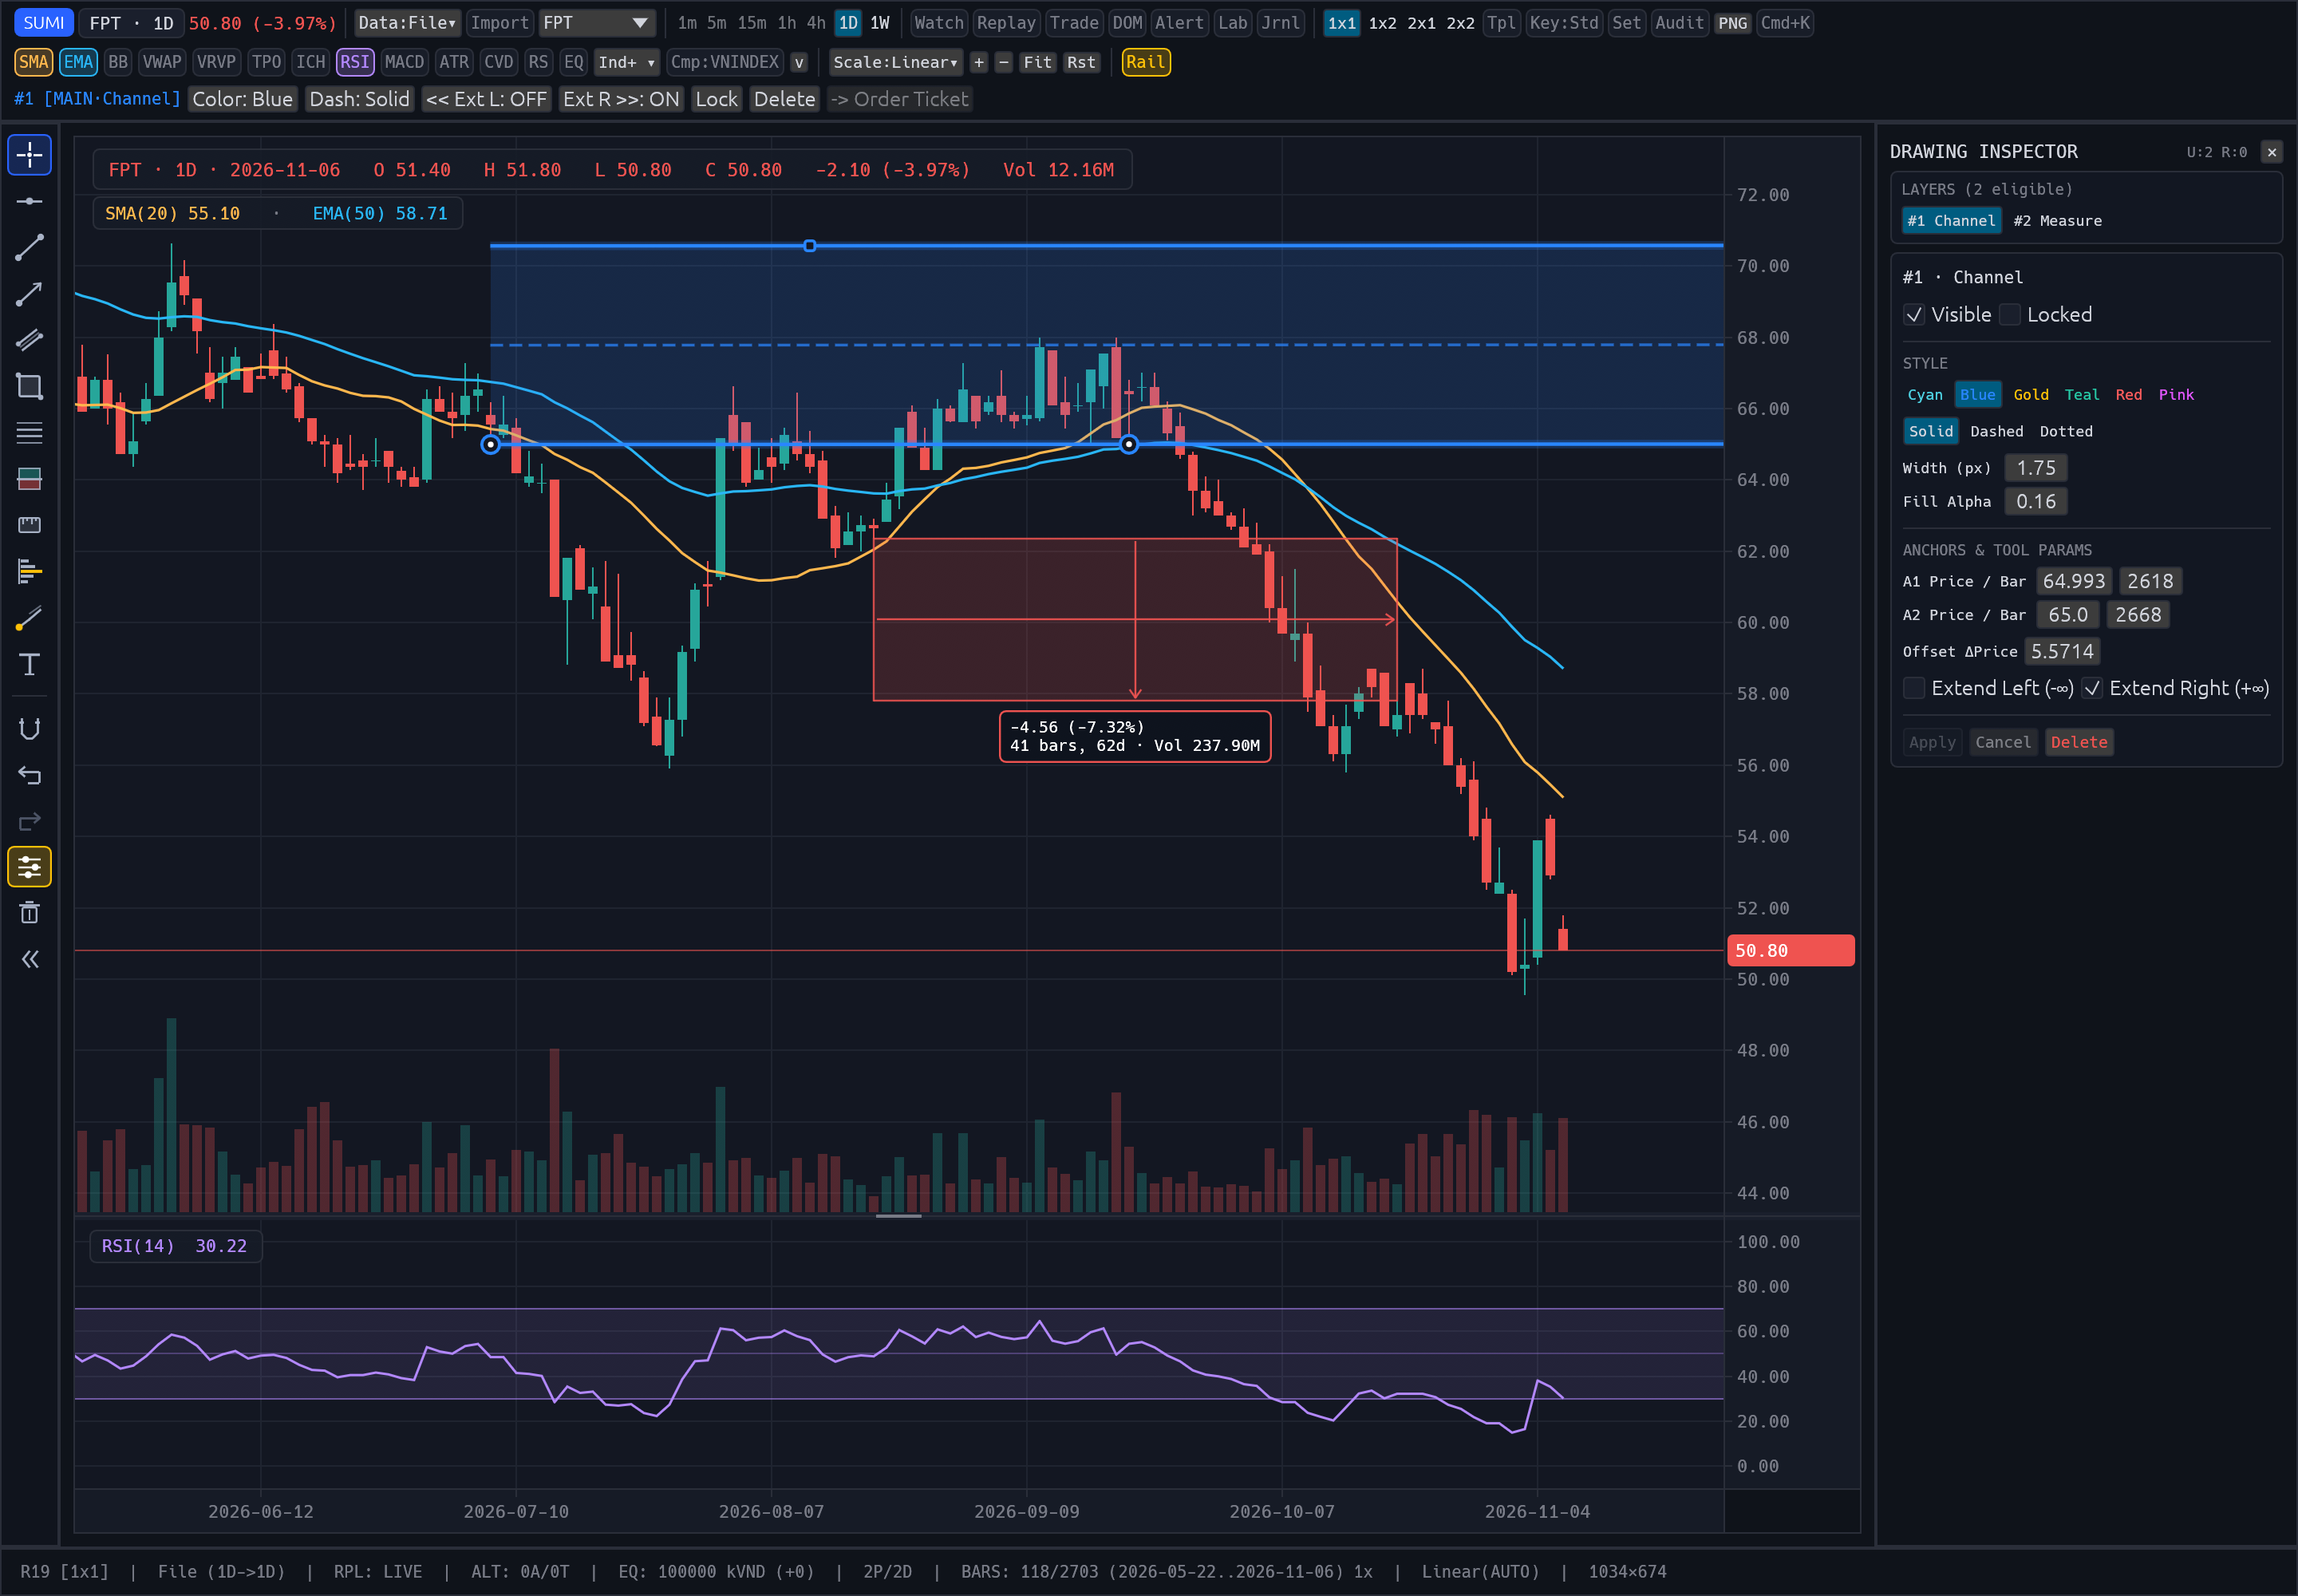 SUMI FPT · 1D 50.80 (-3.97%) Data:File▾ Import FPT 1m 5m 15m 1h 4h 1D 1W Watch Replay Trade DOM Alert Lab Jrnl 1x1 1x2 2x1 2x2 Tpl Key:Std Set Audit PNG Cmd+K
SMA EMA BB VWAP VRVP TPO ICH RSI MACD ATR CVD RS EQ Ind+ ▾ Cmp:VNINDEX v Scale:Linear▾ + − Fit Rst Rail
#1 [MAIN·Channel] Color: Blue Dash: Solid << Ext L: OFF Ext R >>: ON Lock Delete -> Order Ticket
FPT · 1D · 2026-11-06 O 51.40 H 51.80 L 50.80 C 50.80 -2.10 (-3.97%) Vol 12.16M
SMA(20) 55.10 · EMA(50) 58.71
72.00
70.00
68.00
66.00
64.00
62.00
60.00
58.00
56.00
54.00
52.00
50.80
50.00
48.00
46.00
44.00
-4.56 (-7.32%)
41 bars, 62d · Vol 237.90M
RSI(14) 30.22
100.00
80.00
60.00
40.00
20.00
0.00
2026-06-12 2026-07-10 2026-08-07 2026-09-09 2026-10-07 2026-11-04
DRAWING INSPECTOR U:2 R:0 ×
LAYERS (2 eligible)
#1 Channel #2 Measure
#1 · Channel
Visible Locked
STYLE
Cyan Blue Gold Teal Red Pink
Solid Dashed Dotted
Width (px) 1.75
Fill Alpha 0.16
ANCHORS & TOOL PARAMS
A1 Price / Bar 64.993 2618
A2 Price / Bar 65.0 2668
Offset ΔPrice 5.5714
Extend Left (-∞) Extend Right (+∞)
Apply Cancel Delete
R19 [1x1] | File (1D->1D) | RPL: LIVE | ALT: 0A/0T | EQ: 100000 kVND (+0) | 2P/2D | BARS: 118/2703 (2026-05-22..2026-11-06) 1x | Linear(AUTO) | 1034×674